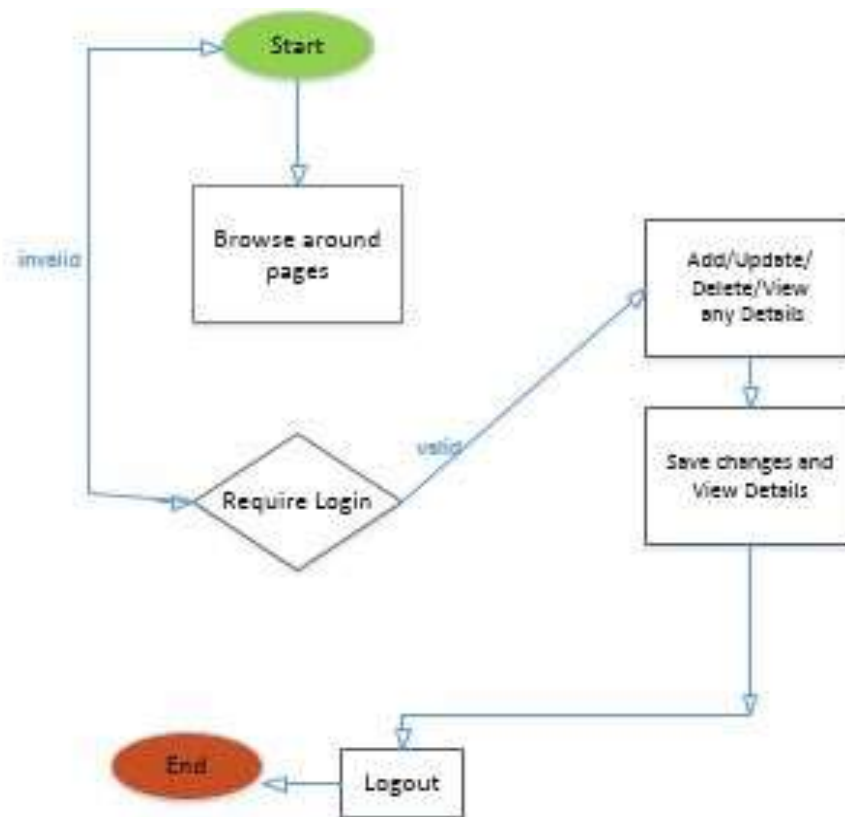 Start
Browse around
pages
invalid
Add/Update/
Delete/View
any Details
valid
Require Login
Save changes and
View Details
End
Logout